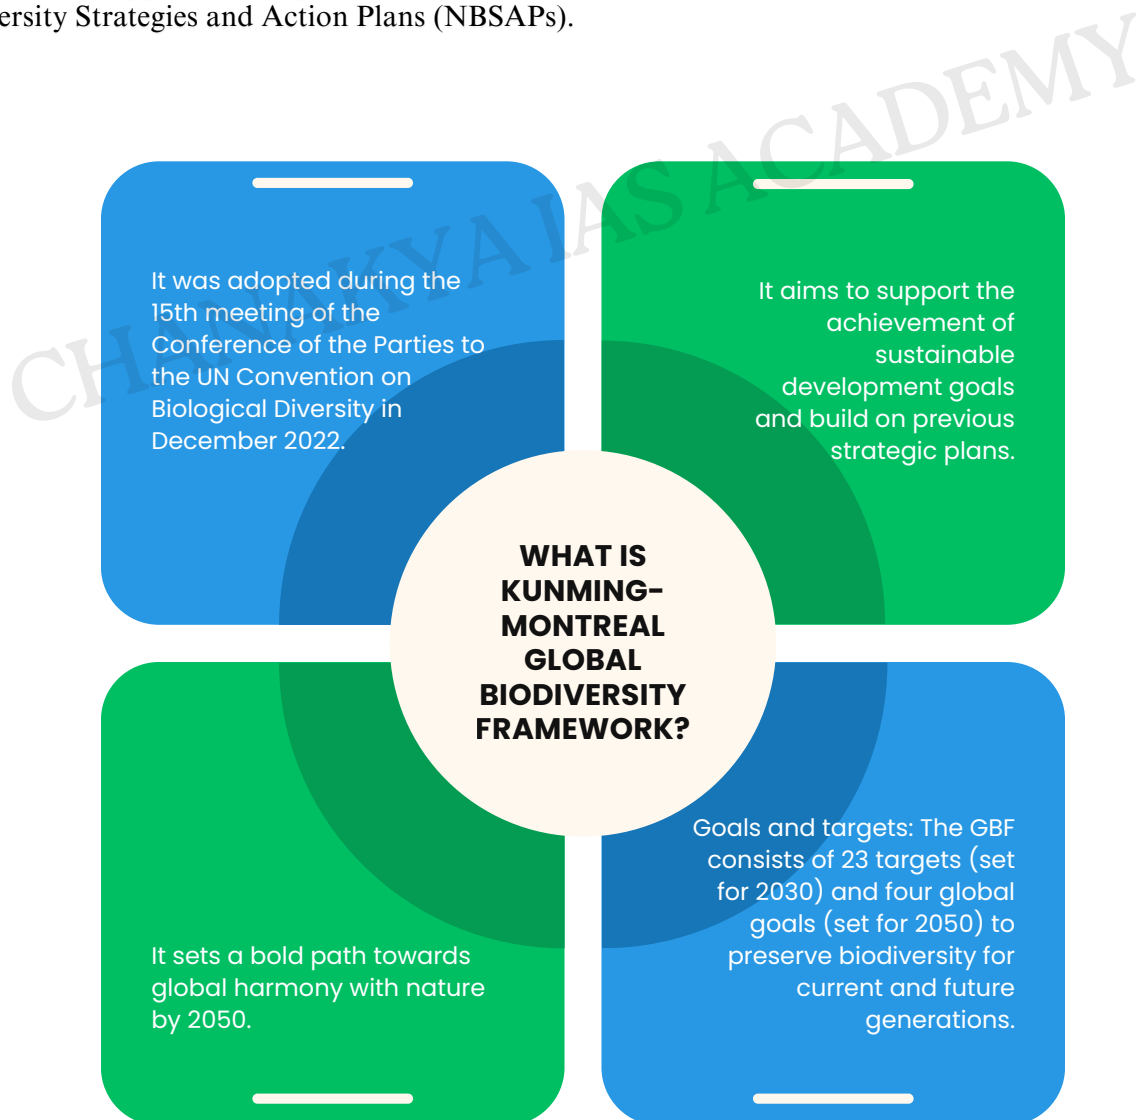 ersity Strategies and Action Plans (NBSAPs).
CHANAKYA IAS ACADEMY
It was adopted during the
15th meeting of the
Conference of the Parties to
the UN Convention on
Biological Diversity in
December 2022.
It aims to support the
achievement of
sustainable
development goals
and build on previous
strategic plans.
WHAT IS
KUNMING-
MONTREAL
GLOBAL
BIODIVERSITY
FRAMEWORK?
It sets a bold path towards
global harmony with nature
by 2050.
Goals and targets: The GBF
consists of 23 targets (set
for 2030) and four global
goals (set for 2050) to
preserve biodiversity for
current and future
generations.